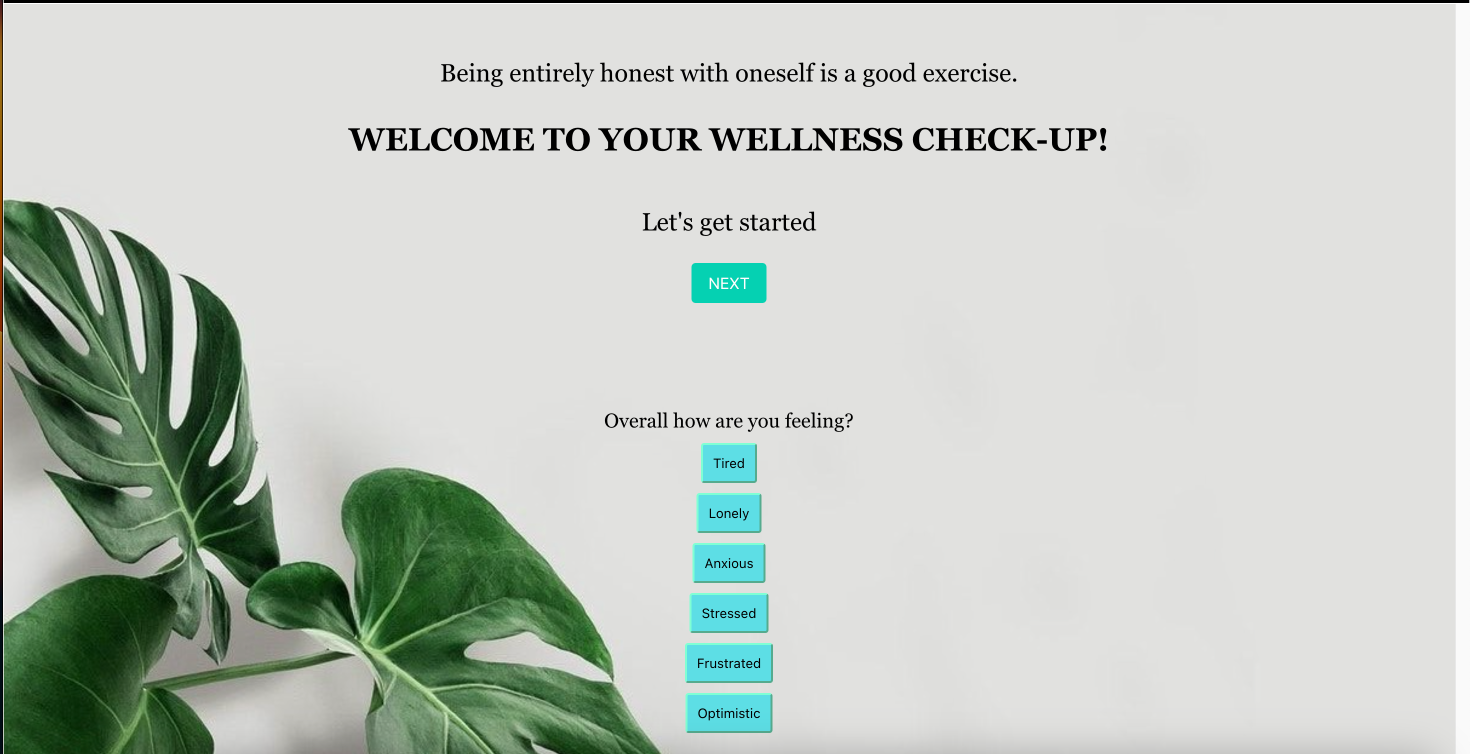 Being entirely honest with oneself is a good exercise.
WELCOME TO YOUR WELLNESS CHECK-UP!
Let's get started
NEXT
Overall how are you feeling?
Tired
Lonely
Anxious
Stressed
Frustrated
Optimistic